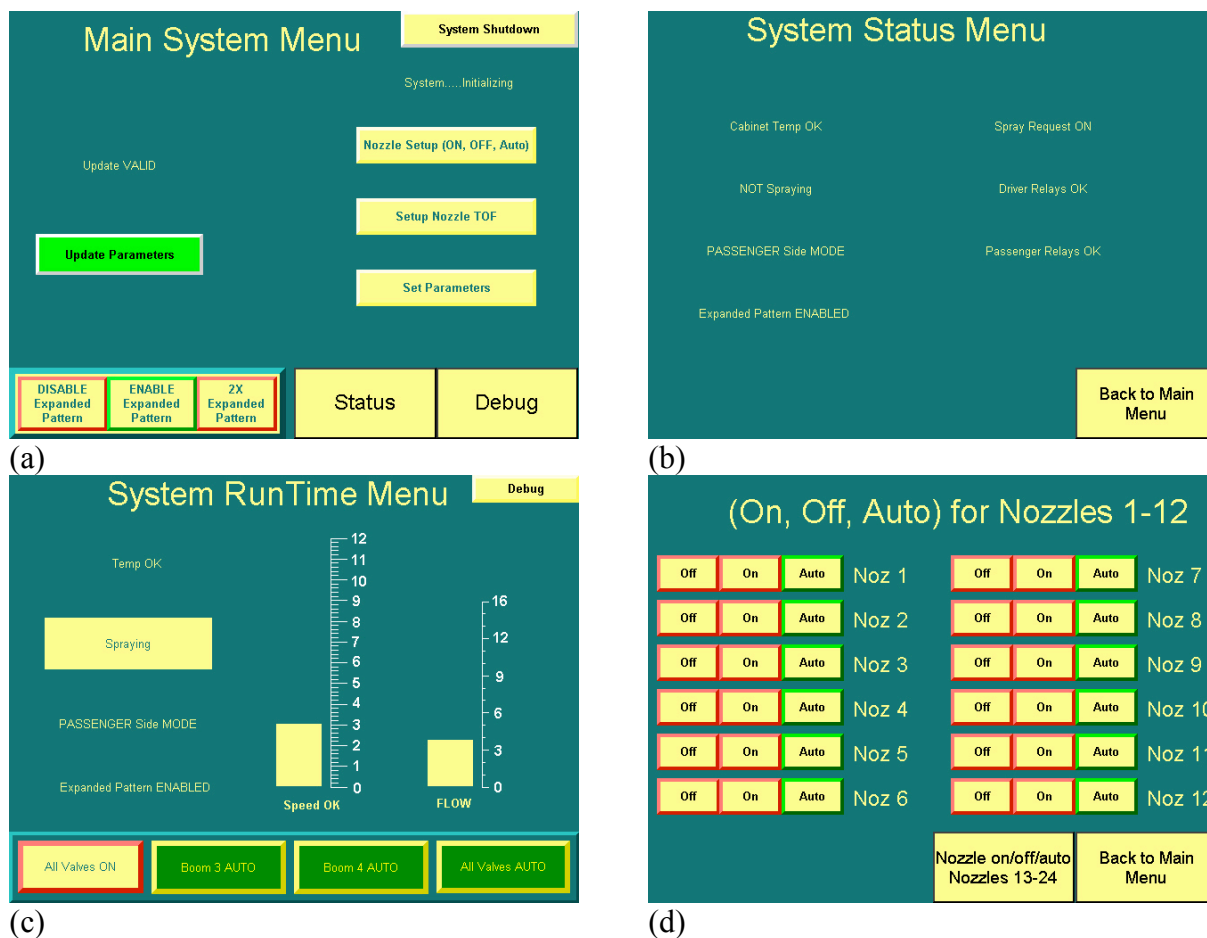 Main System Menu
System Shutdown
System.....Initializing
Nozzle Setup (ON, OFF, Auto)
Update VALID
Setup Nozzle TOF
Update Parameters
Set Parameters
DISABLE
Expanded
Pattern
ENABLE
Expanded
Pattern
2X
Expanded
Pattern
Status
Debug
(a)
System Status Menu
Cabinet Temp OK
Spray Request ON
NOT Spraying
Driver Relays OK
PASSENGER Side MODE
Passenger Relays OK
Expanded Pattern ENABLED
Back to Main
Menu
(b)
System RunTime Menu
Debug
Temp OK
Spraying
PASSENGER Side MODE
Expanded Pattern ENABLED
12
11
10
9
8
7
6
5
4
3
2
1
0
Speed OK
16
12
9
6
3
0
FLOW
All Valves ON
Boom 3 AUTO
Boom 4 AUTO
All Valves AUTO
(c)
(On, Off, Auto) for Nozzles 1-12
Off On Auto Noz 1 Off On Auto Noz 7
Off On Auto Noz 2 Off On Auto Noz 8
Off On Auto Noz 3 Off On Auto Noz 9
Off On Auto Noz 4 Off On Auto Noz 10
Off On Auto Noz 5 Off On Auto Noz 11
Off On Auto Noz 6 Off On Auto Noz 12
Nozzle on/off/auto
Nozzles 13-24
Back to Main
Menu
(d)